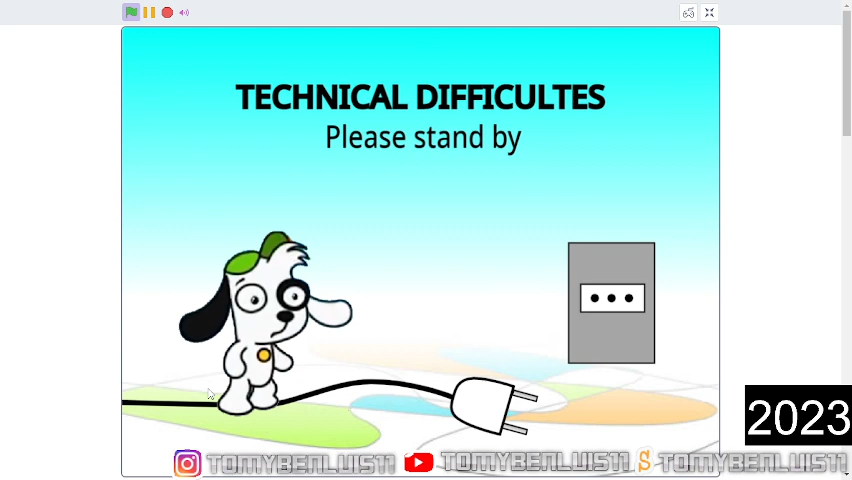 TECHNICAL DIFFICULTES
Please stand by
2023
TOMYBENLUIS11 TOMYBENLUIS11 TOMYBENLUIS11